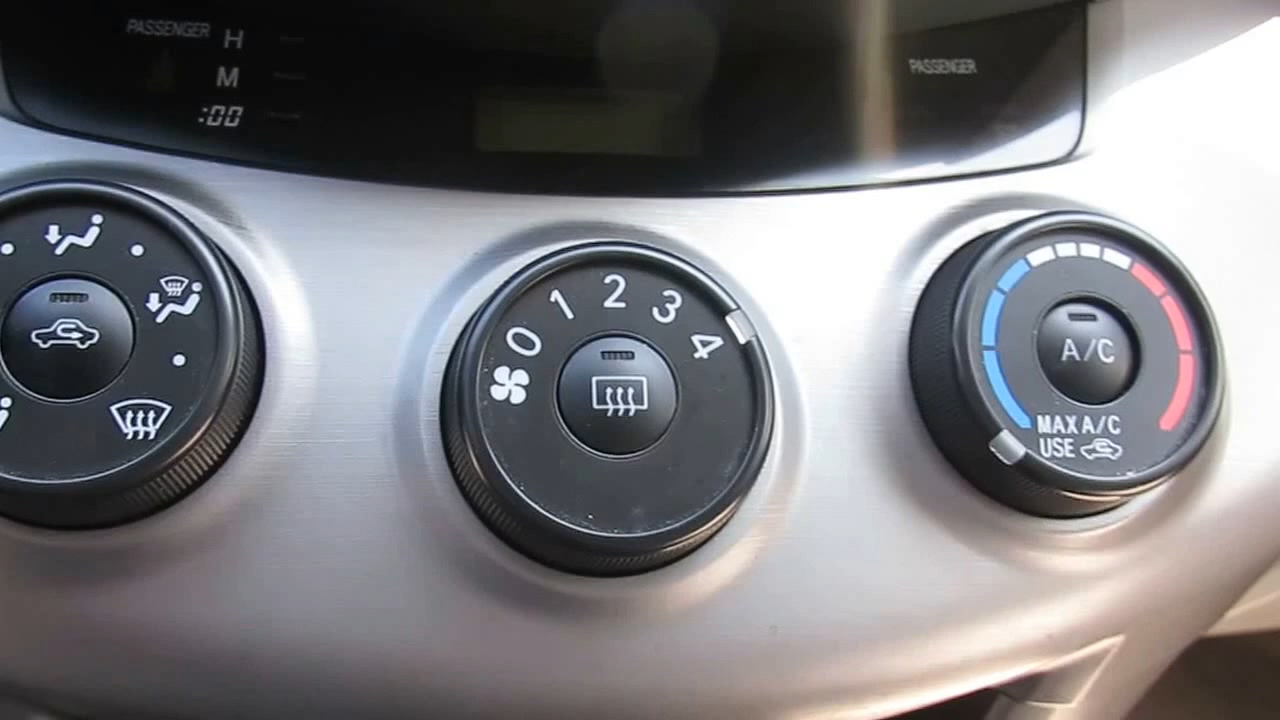 PASSENGER H
M
:00
PASSENGER
0 1 2 3 4
A/C
MAX A/C
USE